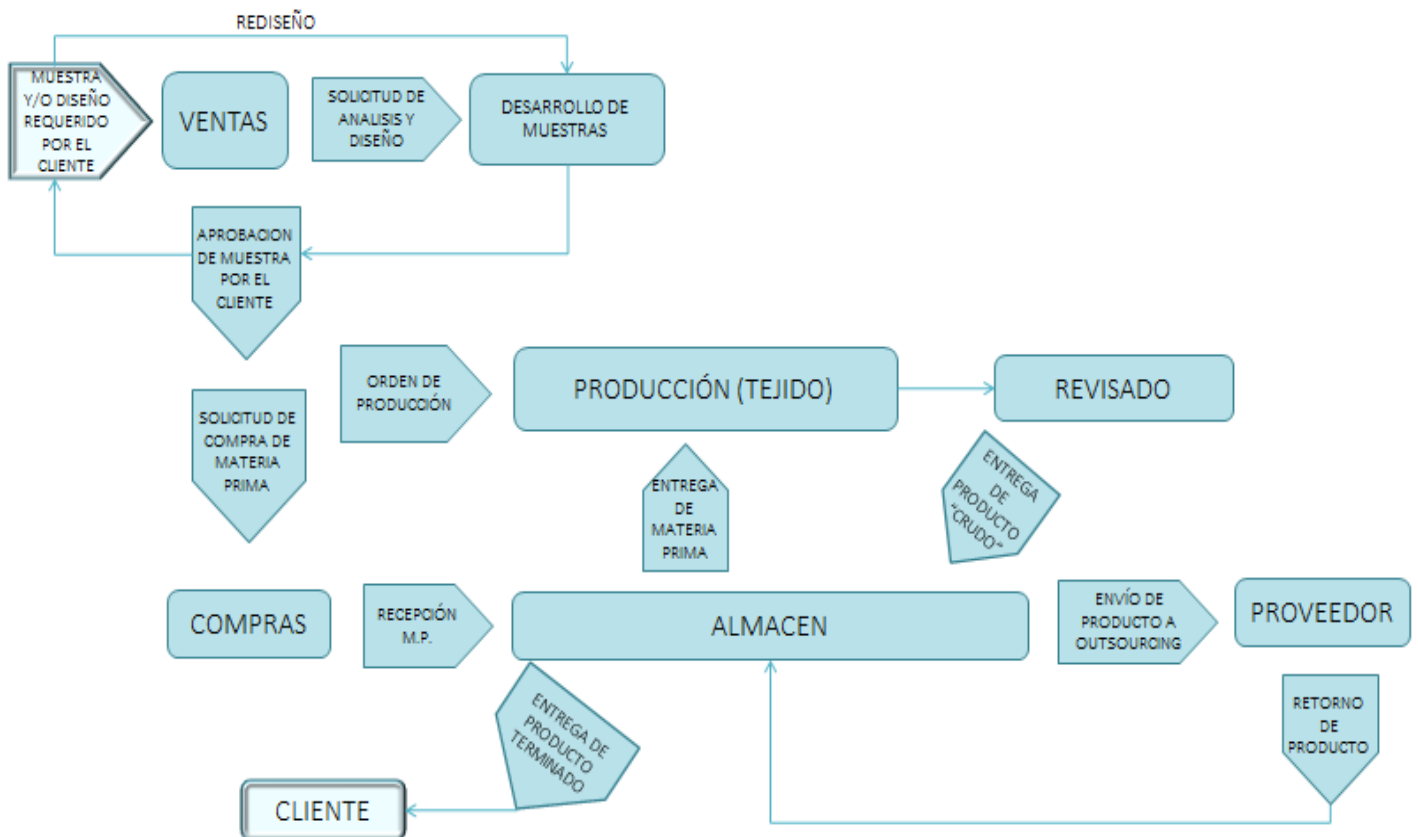 REDISEÑO
MUESTRA
Y/O DISEÑO
REQUERIDO
POR EL
CLIENTE
VENTAS
SOLICITUD DE
ANALISIS Y
DISEÑO
DESARROLLO DE
MUESTRAS
APROBACION
DE MUESTRA
POR EL
CLIENTE
SOLICITUD DE
COMPRA DE
MATERIA
PRIMA
ORDEN DE
PRODUCCIÓN
PRODUCCIÓN (TEJIDO)
REVISADO
ENTREGA
DE
MATERIA
PRIMA
ENTREGA
DE
PRODUCTO
“CRUDO”
COMPRAS
RECEPCIÓN
M.P.
ALMACEN
ENVÍO DE
PRODUCTO A
OUTSOURCING
PROVEEDOR
RETORNO
DE
PRODUCTO
ENTREGA DE
PRODUCTO
TERMINADO
CLIENTE